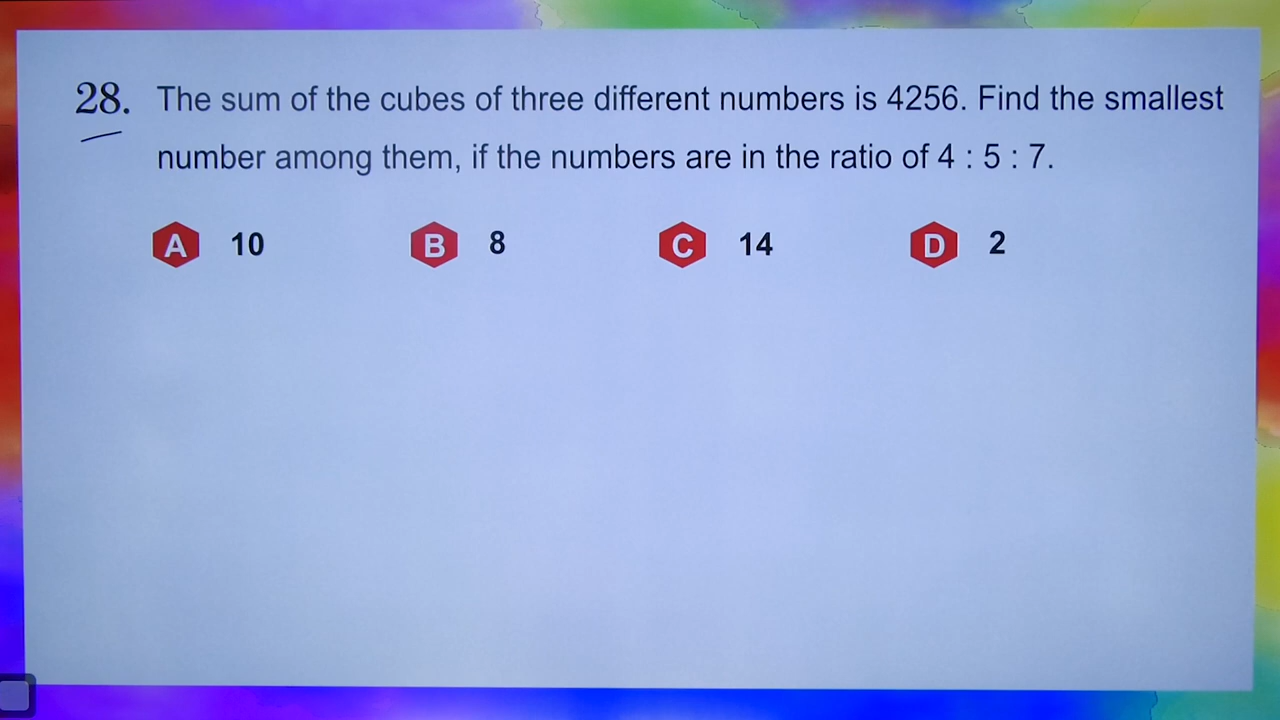 28. The sum of the cubes of three different numbers is 4256. Find the smallest
number among them, if the numbers are in the ratio of 4 : 5 : 7.
A 10 B 8 C 14 D 2